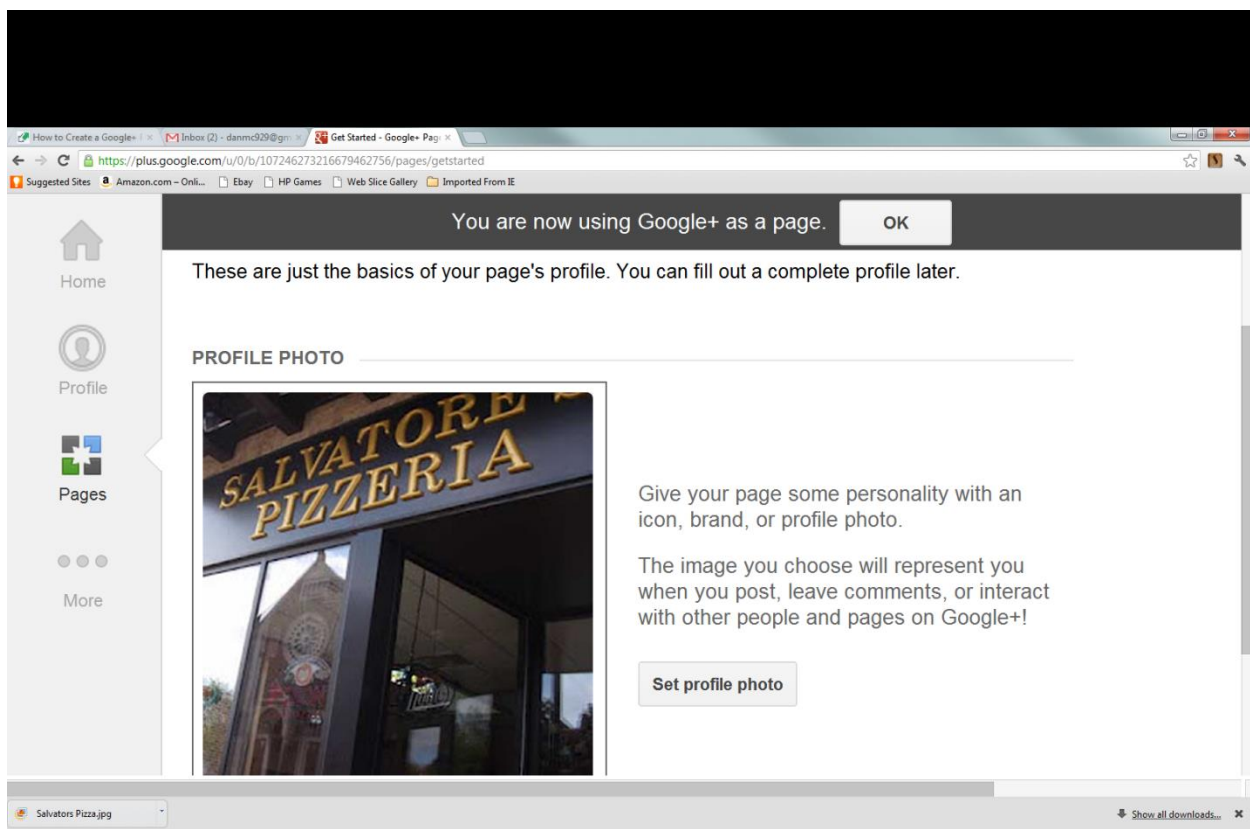 How to Create a Google+
Inbox (2) - danmc929@gm
Get Started - Google+ Pag
https://plus.google.com/u/0/b/107246273216679462756/pages/getstarted
Suggested Sites
Amazon.com – Onli...
Ebay
HP Games
Web Slice Gallery
Imported From IE
You are now using Google+ as a page.
OK
Home
Profile
Pages
More
These are just the basics of your page's profile. You can fill out a complete profile later.
PROFILE PHOTO
SALVATORE'S
PIZZERIA
Give your page some personality with an
icon, brand, or profile photo.
The image you choose will represent you
when you post, leave comments, or interact
with other people and pages on Google+!
Set profile photo
Salvators Pizza.jpg
Show all downloads...